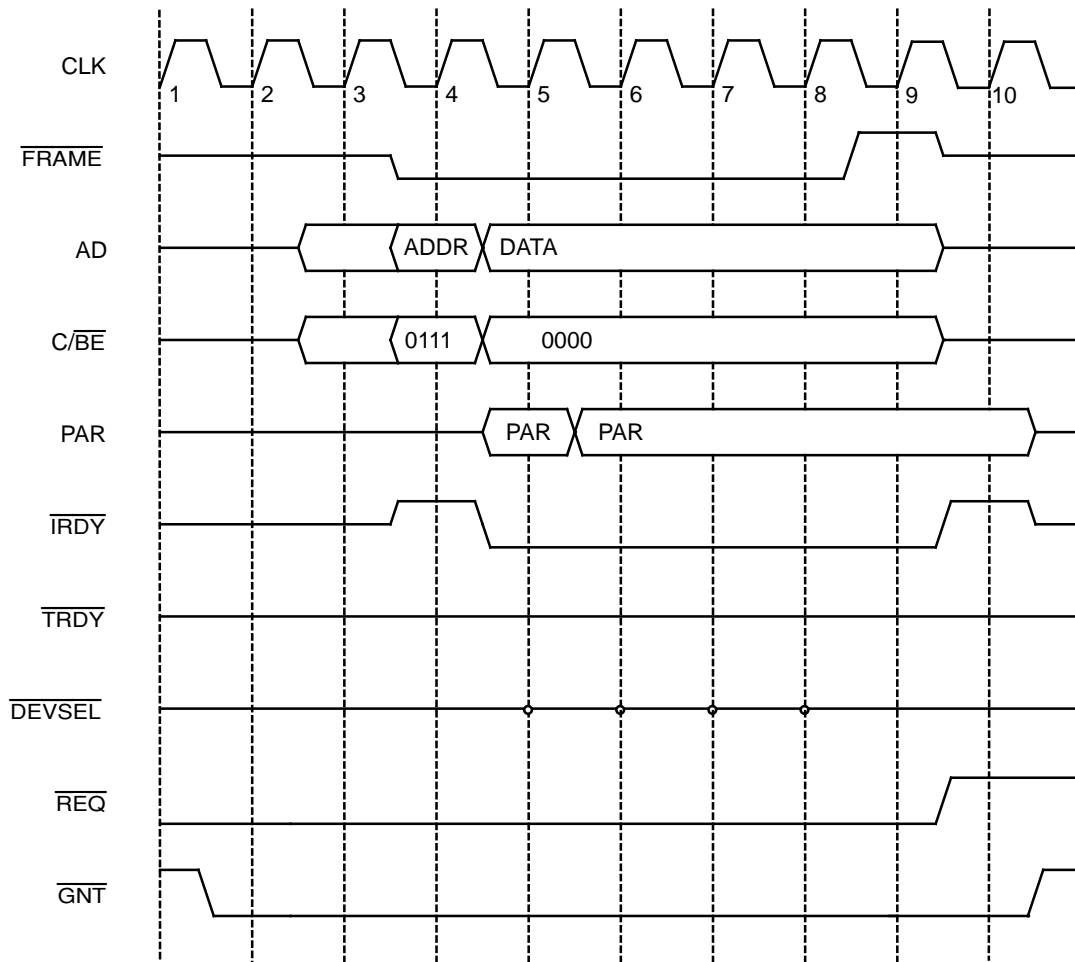 CLK
1 2 3 4 5 6 7 8 9 10
FRAME
AD
ADDR DATA
C/BE
0111 0000
PAR
PAR PAR
IRDY
TRDY
DEVSEL
REQ
GNT